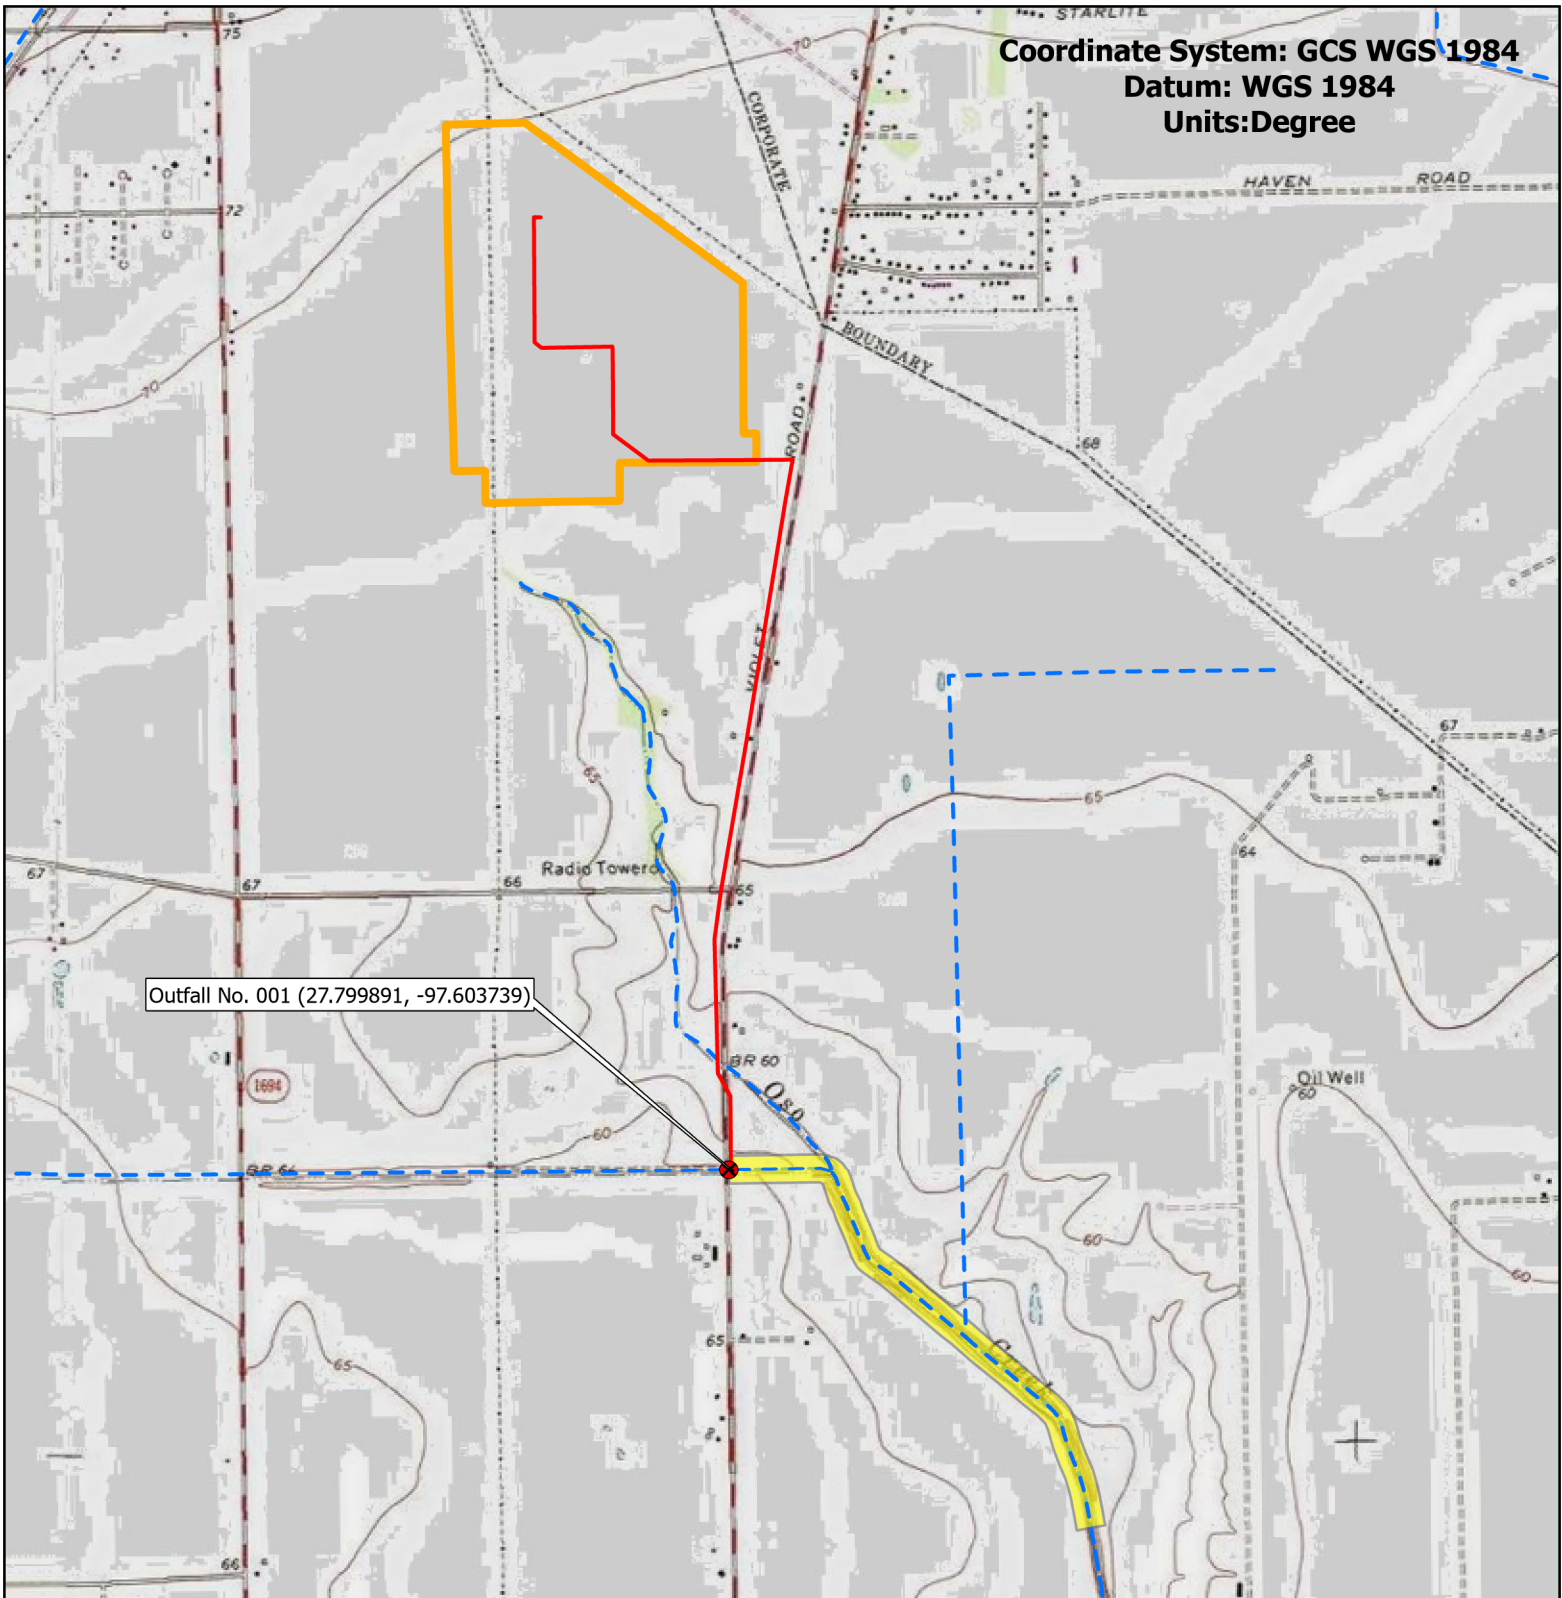 STARLITE
75
70
Coordinate System: GCS WGS 1984
Datum: WGS 1984
Units:Degree
CORPORATE
HAVEN ROAD
72
BOUNDARY
70
ROAD
68
VIOLET
67
65
65
64
Radio Tower
67
67
66
65
Outfall No. 001 (27.799891, -97.603739)
BR 60
Oso
1694
Oil Well
60
60
BR 64
60
60
Creek
65
65
66